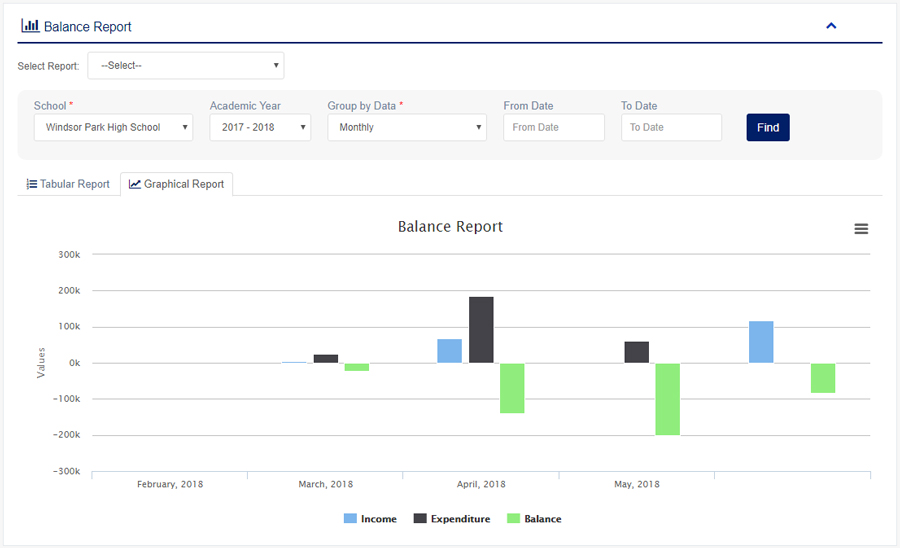 Balance Report
Select Report: --Select--
School * Academic Year Group by Data * From Date To Date
Windsor Park High School 2017 - 2018 Monthly From Date To Date Find
Tabular Report Graphical Report
Balance Report
300k
200k
100k
0k
-100k
-200k
-300k
Values
February, 2018 March, 2018 April, 2018 May, 2018
Income Expenditure Balance